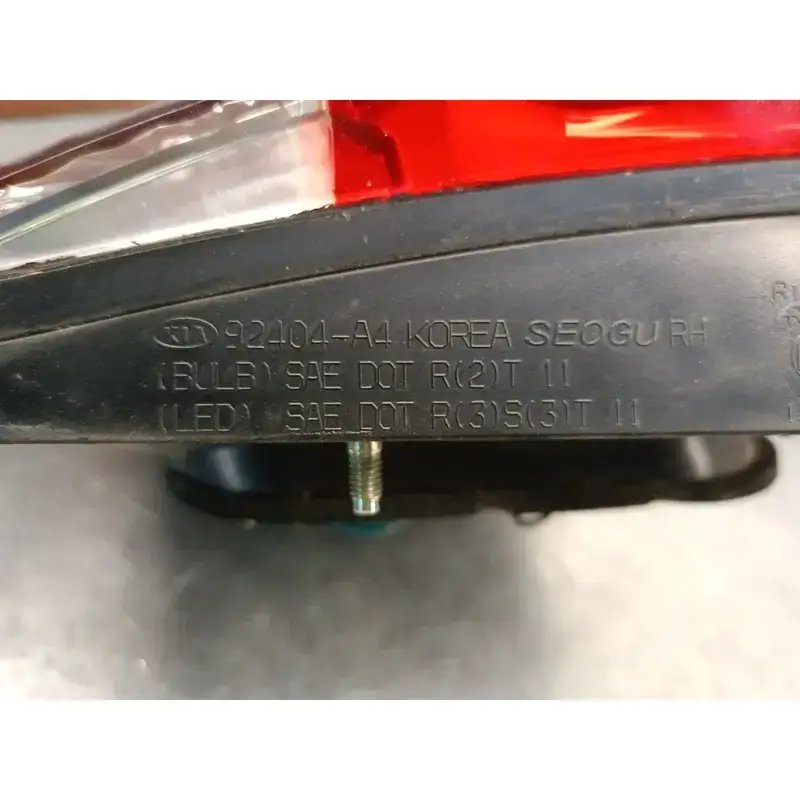 KIA 92404-A4 KOREA SEOGU RH
(BULB) SAE DOT R(2)T 11
(LED) SAE DOT R(3)S(3)T 11